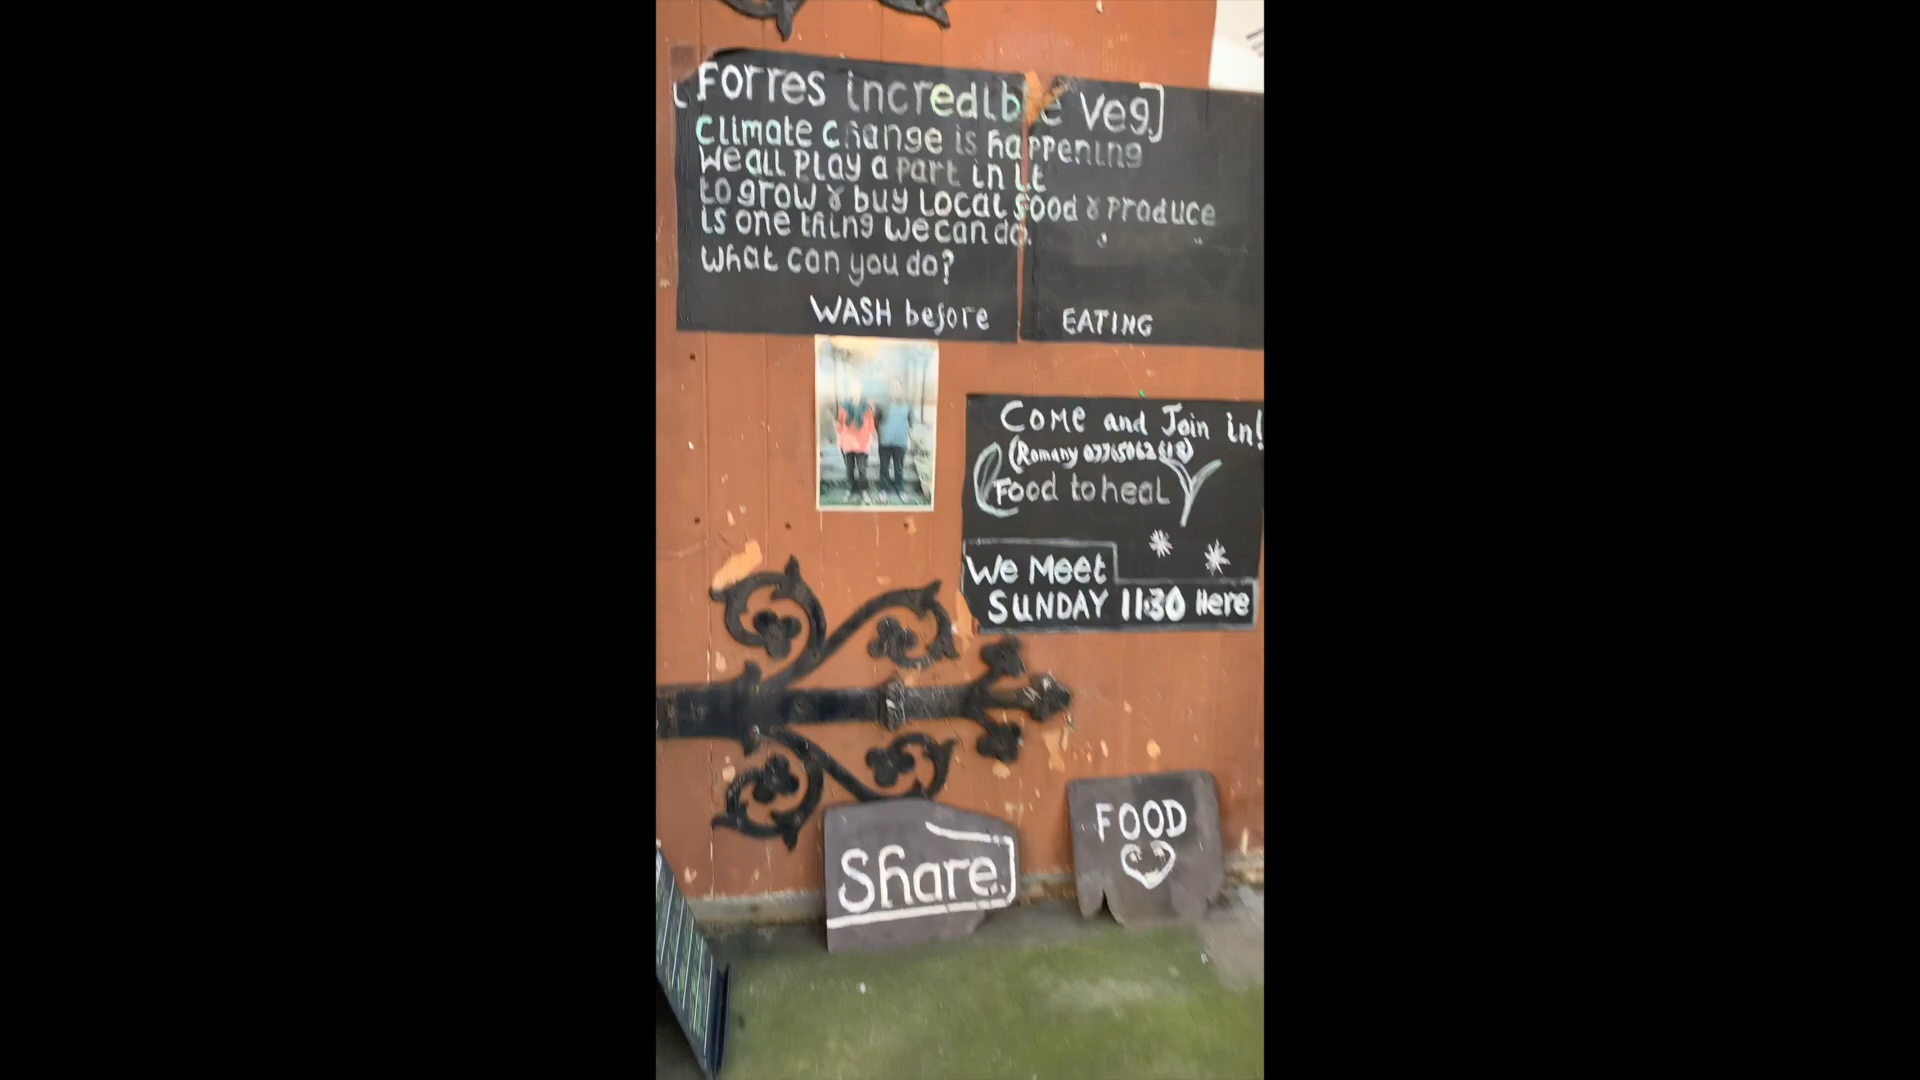 [Forres incredible Veg.]
Climate change is happening
We all play a part in it
to grow & buy local food & produce
is one thing we can do.
what can you do?
WASH before EATING
Come and Join in!
(Romany
Food to heal
We Meet
SUNDAY 11.30 Here
Share.
FOOD